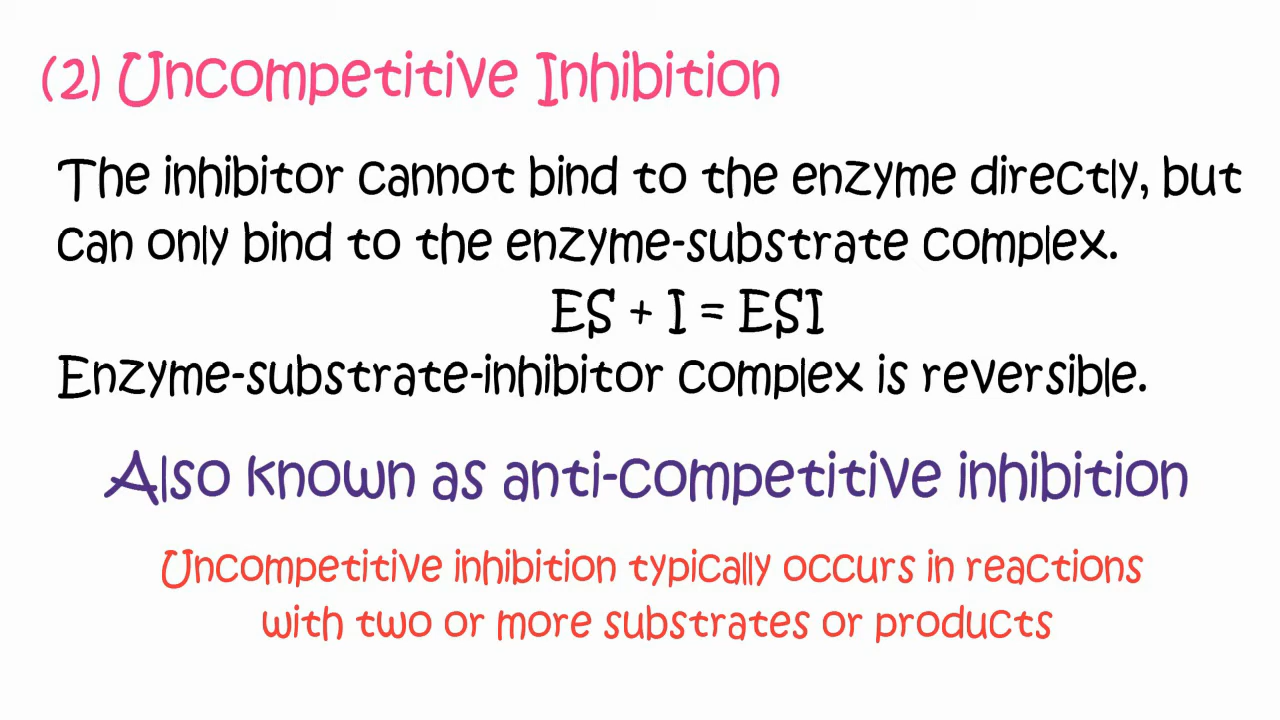 (2) Uncompetitive Inhibition
The inhibitor cannot bind to the enzyme directly, but
can only bind to the enzyme-substrate complex.
ES + I = ESI
Enzyme-substrate-inhibitor complex is reversible.
Also known as anti-competitive inhibition
Uncompetitive inhibition typically occurs in reactions
with two or more substrates or products